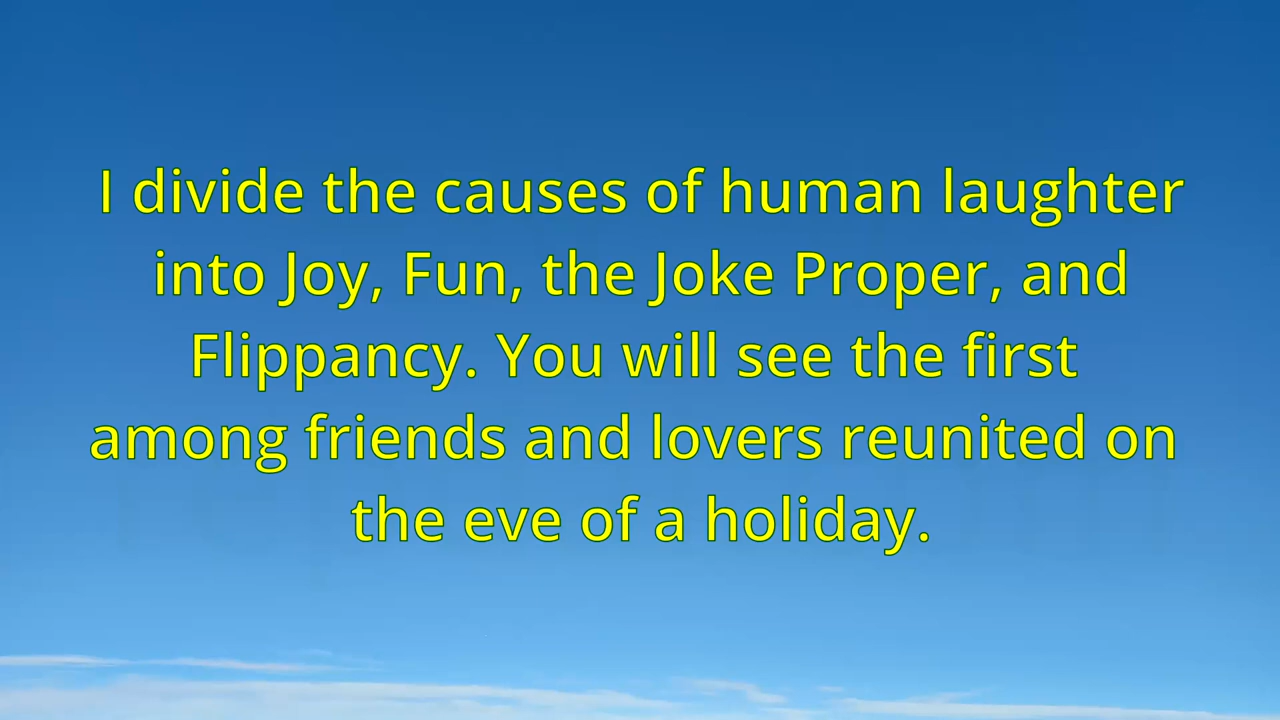 I divide the causes of human laughter
into Joy, Fun, the Joke Proper, and
Flippancy. You will see the first
among friends and lovers reunited on
the eve of a holiday.